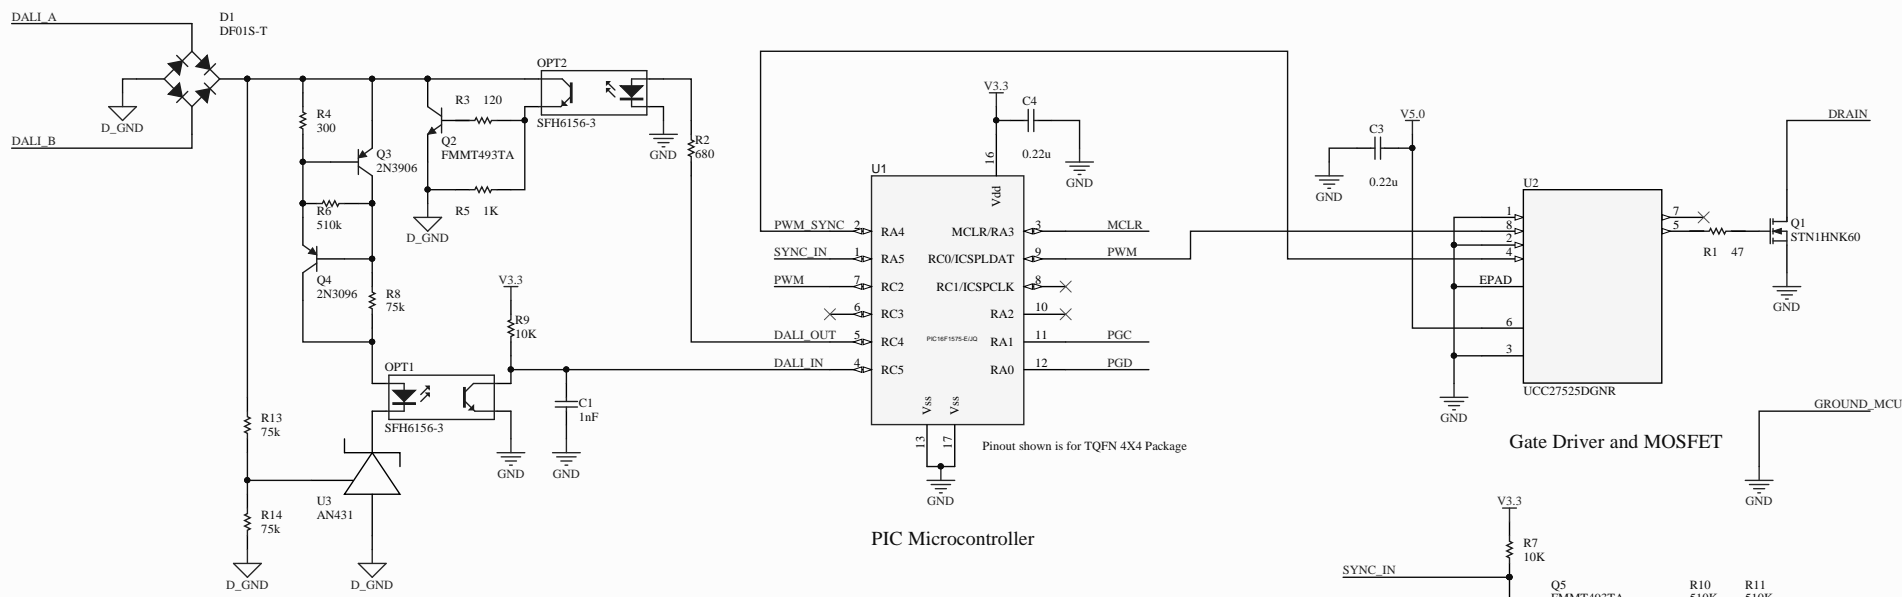 DALI_A
D1
DF01S-T
D_GND
DALI_B
R4
300
Q3
2N3906
R6
510k
Q4
2N3096
R8
75k
R3 120
Q2
FMMT493TA
R5 1K
D_GND
OPT2
SFH6156-3
GND
R2
680
V3.3
R9
10K
OPT1
SFH6156-3
C1
1nF
GND
GND
R13
75k
U3
AN431
R14
75k
D_GND
D_GND
V3.3
C4
0.22u
GND
U1
16
Vdd
PWM_SYNC 2 RA4
SYNC_IN 1 RA5
PWM 7 RC2
6 RC3
DALI_OUT 5 RC4
DALI_IN 4 RC5
MCLR/RA3 3 MCLR
RC0/ICSPLDAT 9 PWM
RC1/ICSPCLK 8
RA2 10
RA1 11 PGC
RA0 12 PGD
PIC16F1575-E/JQ
Vss Vss
13 17
GND
Pinout shown is for TQFN 4X4 Package
PIC Microcontroller
V5.0
C3
0.22u
GND
U2
1
8
2
4
EPAD
6
3
7
5
UCC27525DGNR
GND
R1 47
DRAIN
Q1
STN1HNK60
GND
Gate Driver and MOSFET
GROUND_MCU
GND
V3.3
R7
10K
SYNC_IN
Q5
FMMT493TA
R10
510K
R11
510K